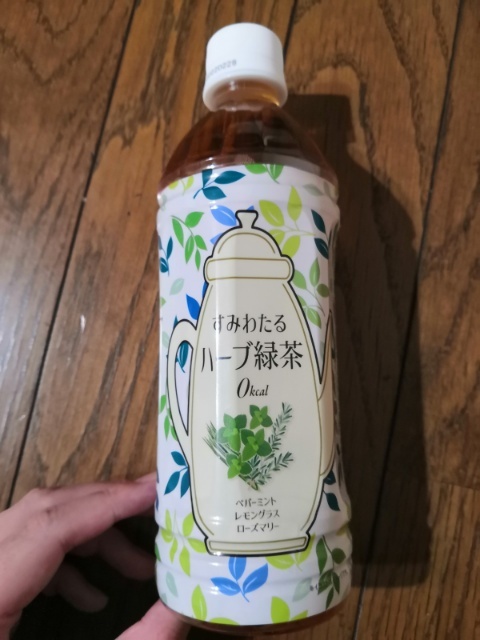 すみわたる
ハーブ緑茶
0kcal
ペパーミント
レモングラス
ローズマリー